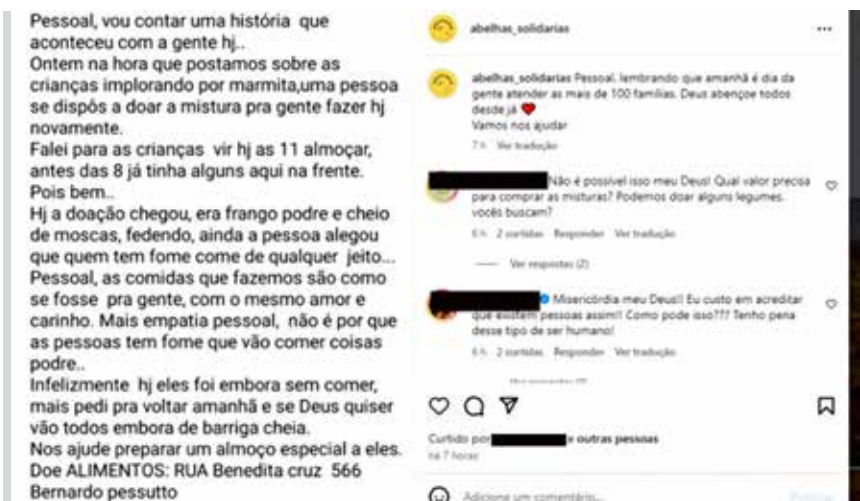 Pessoal, vou contar uma história que
aconteceu com a gente hj..
Ontem na hora que postamos sobre as
crianças implorando por marmita,uma pessoa
se dispôs a doar a mistura pra gente fazer hj
novamente.
Falei para as crianças vir hj as 11 almoçar,
antes das 8 já tinha alguns aqui na frente.
Pois bem..
Hj a doação chegou, era frango podre e cheio
de moscas, fedendo, ainda a pessoa alegou
que quem tem fome come de qualquer jeito...
Pessoal, as comidas que fazemos são como
se fosse pra gente, com o mesmo amor e
carinho. Mais empatia pessoal, não é por que
as pessoas tem fome que vão comer coisas
podre..
Infelizmente hj eles foi embora sem comer,
mais pedi pra voltar amanhã e se Deus quiser
vão todos embora de barriga cheia.
Nos ajude preparar um almoço especial a eles.
Doe ALIMENTOS: RUA Benedita cruz 566
Bernardo pessutto
abelhas_solidarias
abelhas_solidarias Pessoal. lembrando que amanhã é dia da
gente atender as mais de 100 famílias. Deus abençoe todos
desde já
Vamos nos ajudar
7 h Ver tradução
Não é possível isso meu Deus! Qual valor precisa
para comprar as misturas? Podemos doar alguns legumes.
vocês buscam?
6 h 2 curtidas Responder Ver tradução
Ver respostas (2)
Misericórdia meu Deus!! Eu custo em acreditar
que existem pessoas assim!! Como pode isso??? Tenho pena
desse tipo de ser humano!
6 h 2 curtidas Responder Ver tradução
Curtido por e outras pessoas
há 7 horas
Adicione um comentário...